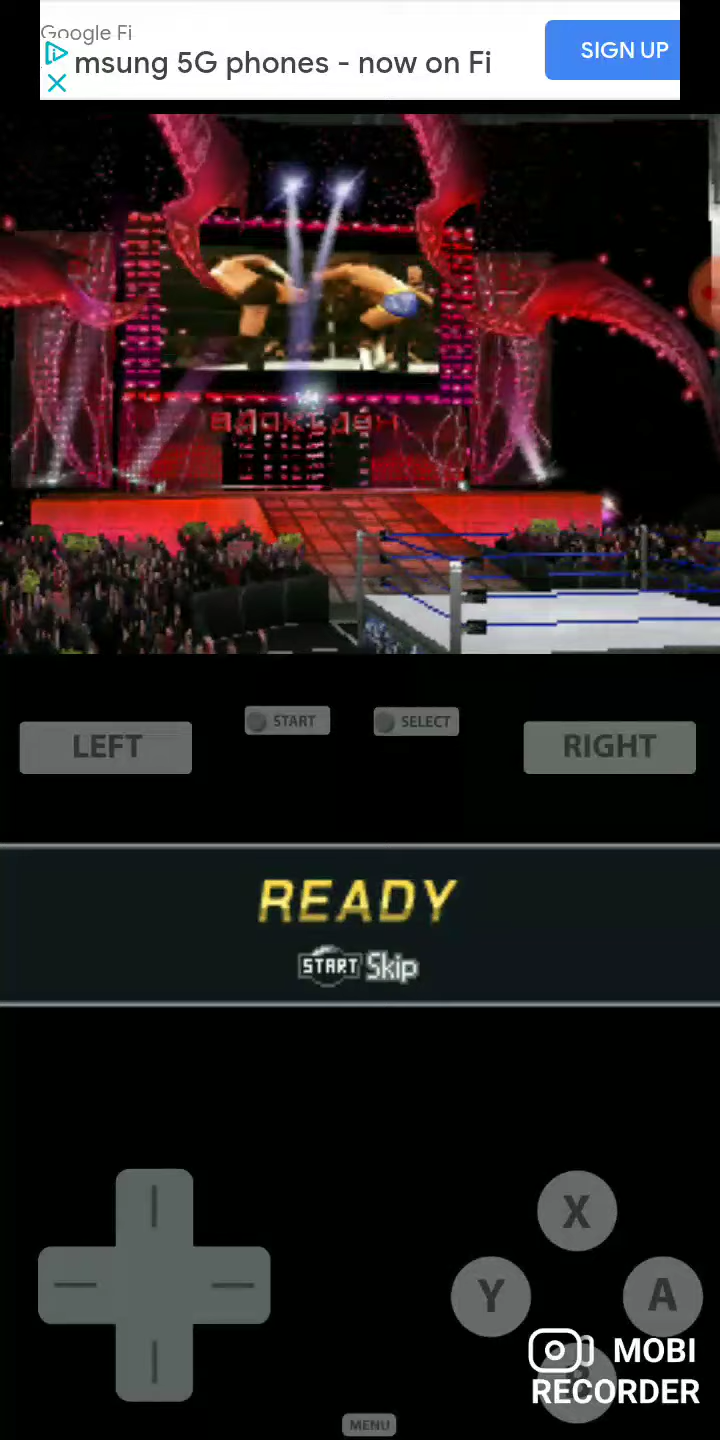 Google Fi
msung 5G phones - now on Fi
SIGN UP
START
SELECT
LEFT
RIGHT
READY
START Skip
X
Y
A
MOBI
RECORDER
MENU